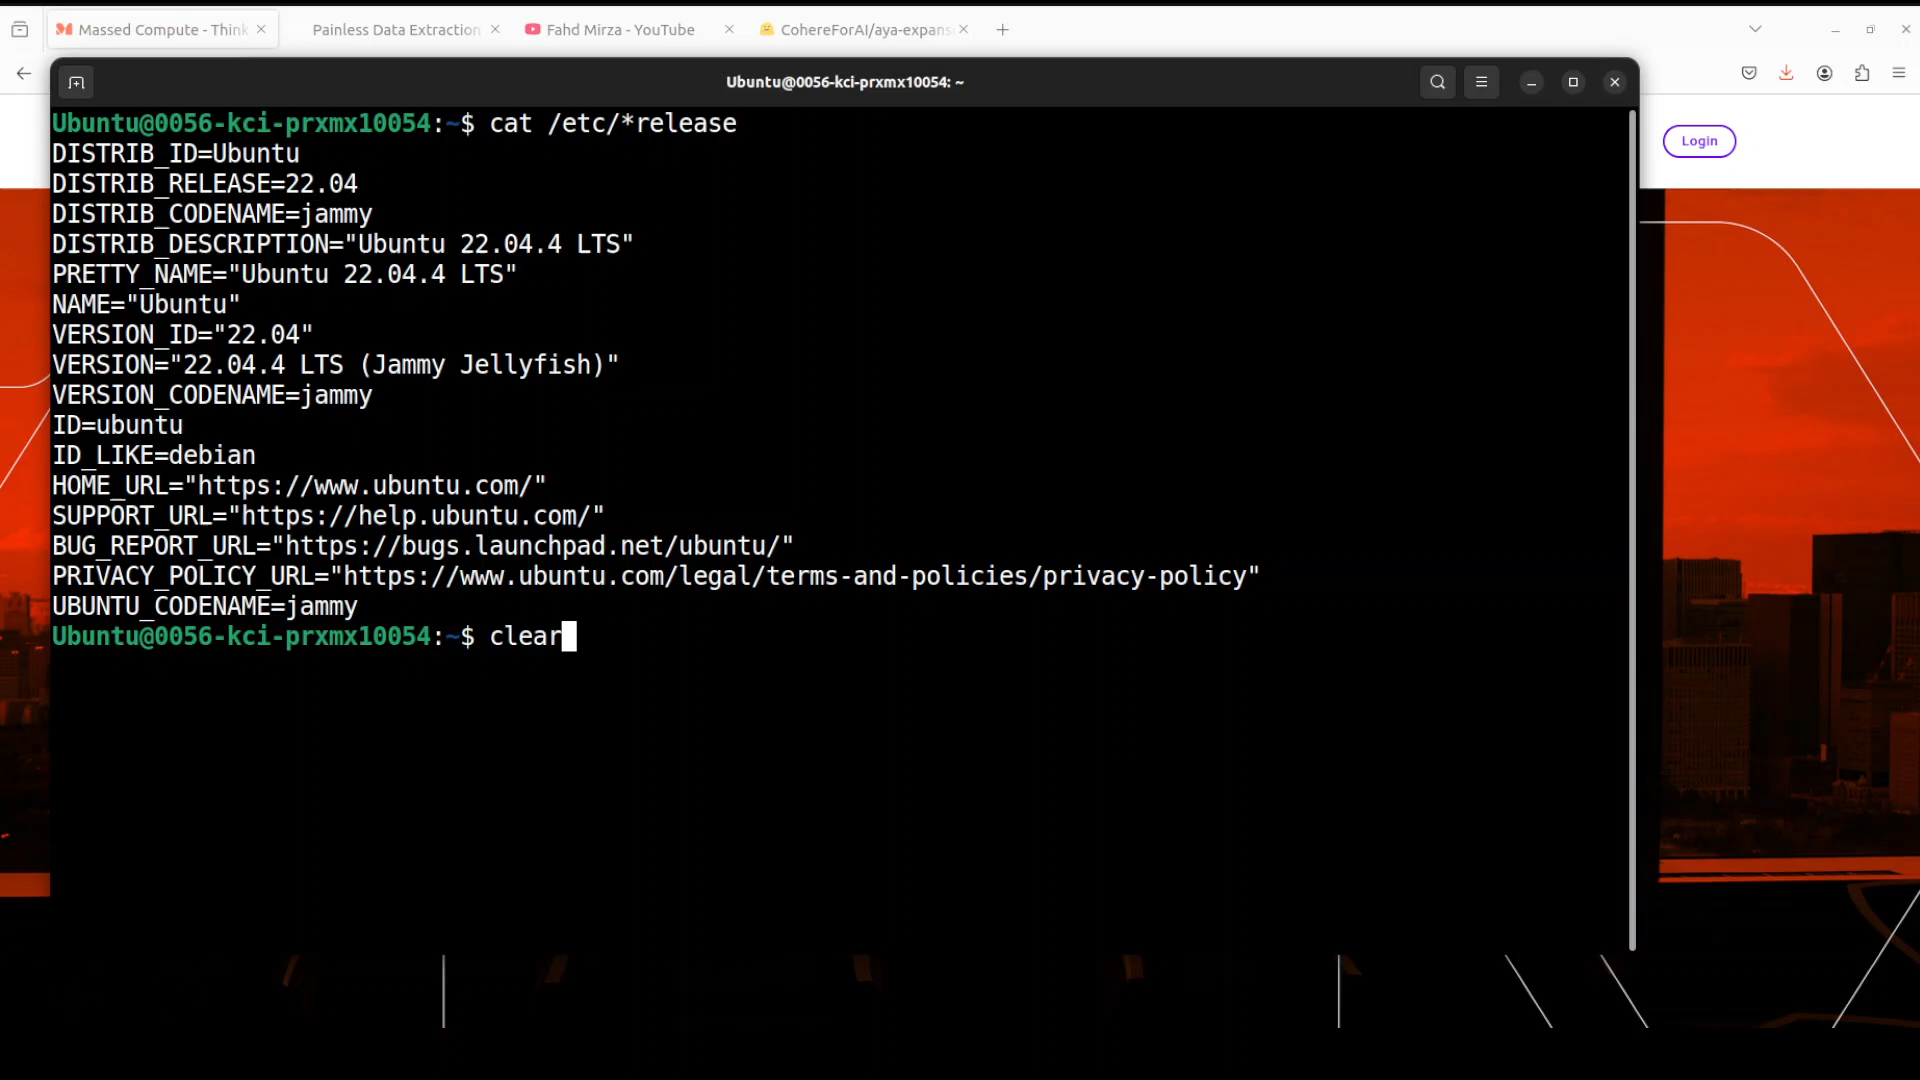 Massed Compute - Think
Painless Data Extraction
Fahd Mirza - YouTube
CohereForAI/aya-expans
Ubuntu@0056-kci-prxmx10054: ~
Login
Ubuntu@0056-kci-prxmx10054:~$ cat /etc/*release
DISTRIB_ID=Ubuntu
DISTRIB_RELEASE=22.04
DISTRIB_CODENAME=jammy
DISTRIB_DESCRIPTION="Ubuntu 22.04.4 LTS"
PRETTY_NAME="Ubuntu 22.04.4 LTS"
NAME="Ubuntu"
VERSION_ID="22.04"
VERSION="22.04.4 LTS (Jammy Jellyfish)"
VERSION_CODENAME=jammy
ID=ubuntu
ID_LIKE=debian
HOME_URL="https://www.ubuntu.com/"
SUPPORT_URL="https://help.ubuntu.com/"
BUG_REPORT_URL="https://bugs.launchpad.net/ubuntu/"
PRIVACY_POLICY_URL="https://www.ubuntu.com/legal/terms-and-policies/privacy-policy"
UBUNTU_CODENAME=jammy
Ubuntu@0056-kci-prxmx10054:~$ clear